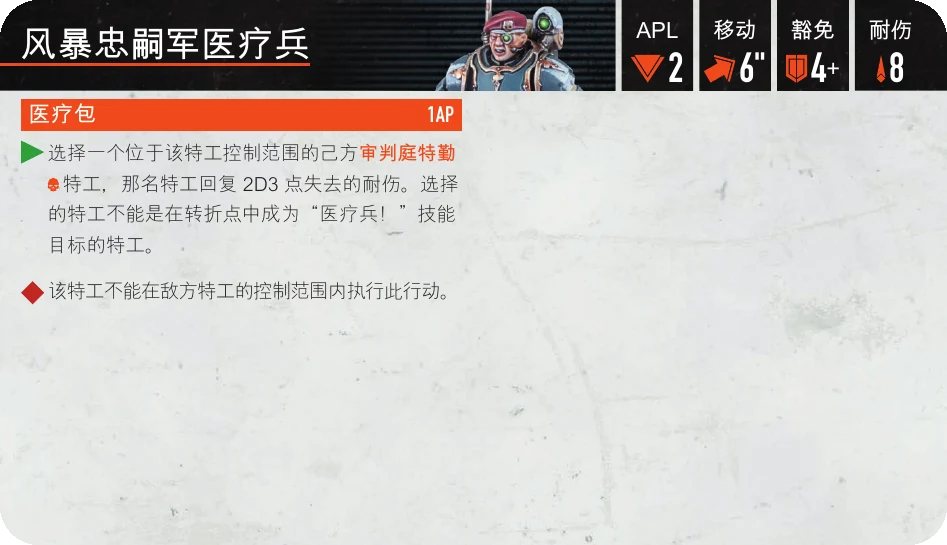 风暴忠嗣军医疗兵
APL
2
移动
6"
豁免
4+
耐伤
8
医疗包 1AP
选择一个位于该特工控制范围的己方审判庭特勤
特工，那名特工回复 2D3 点失去的耐伤。选择
的特工不能是在转折点中成为“医疗兵！”技能
目标的特工。
该特工不能在敌方特工的控制范围内执行此行动。